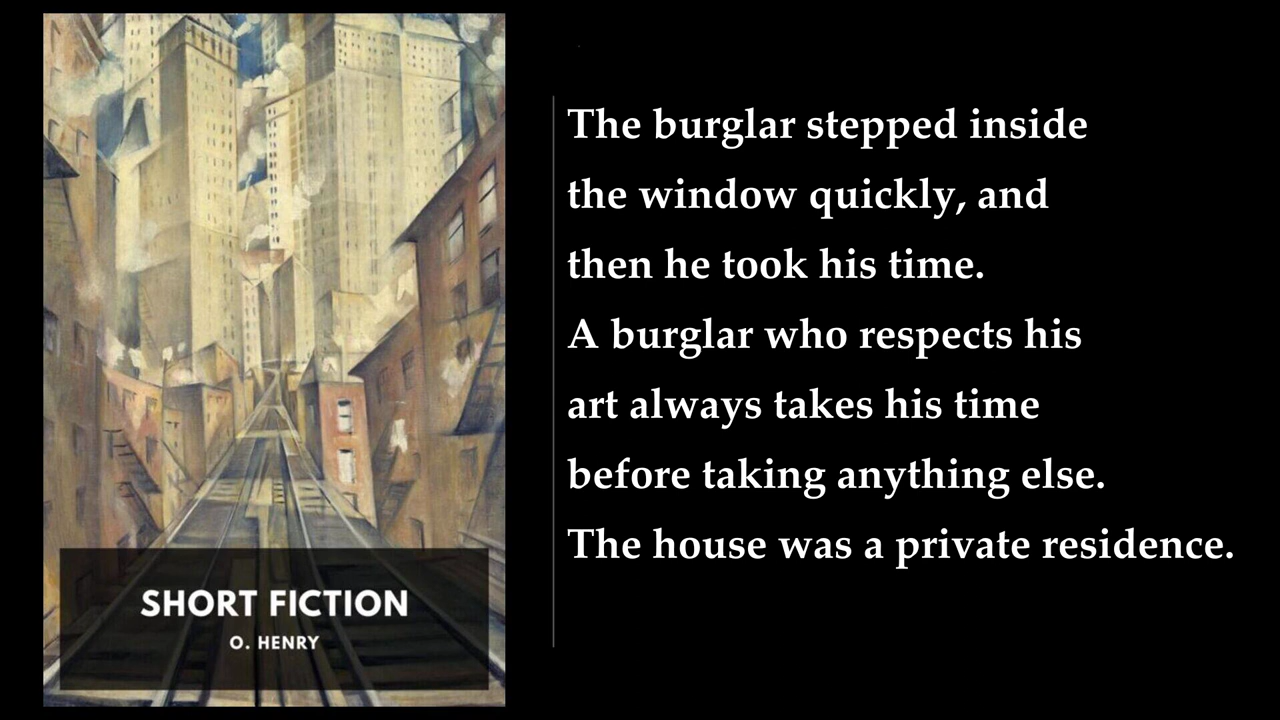 SHORT FICTION
O. HENRY
The burglar stepped inside
the window quickly, and
then he took his time.
A burglar who respects his
art always takes his time
before taking anything else.
The house was a private residence.